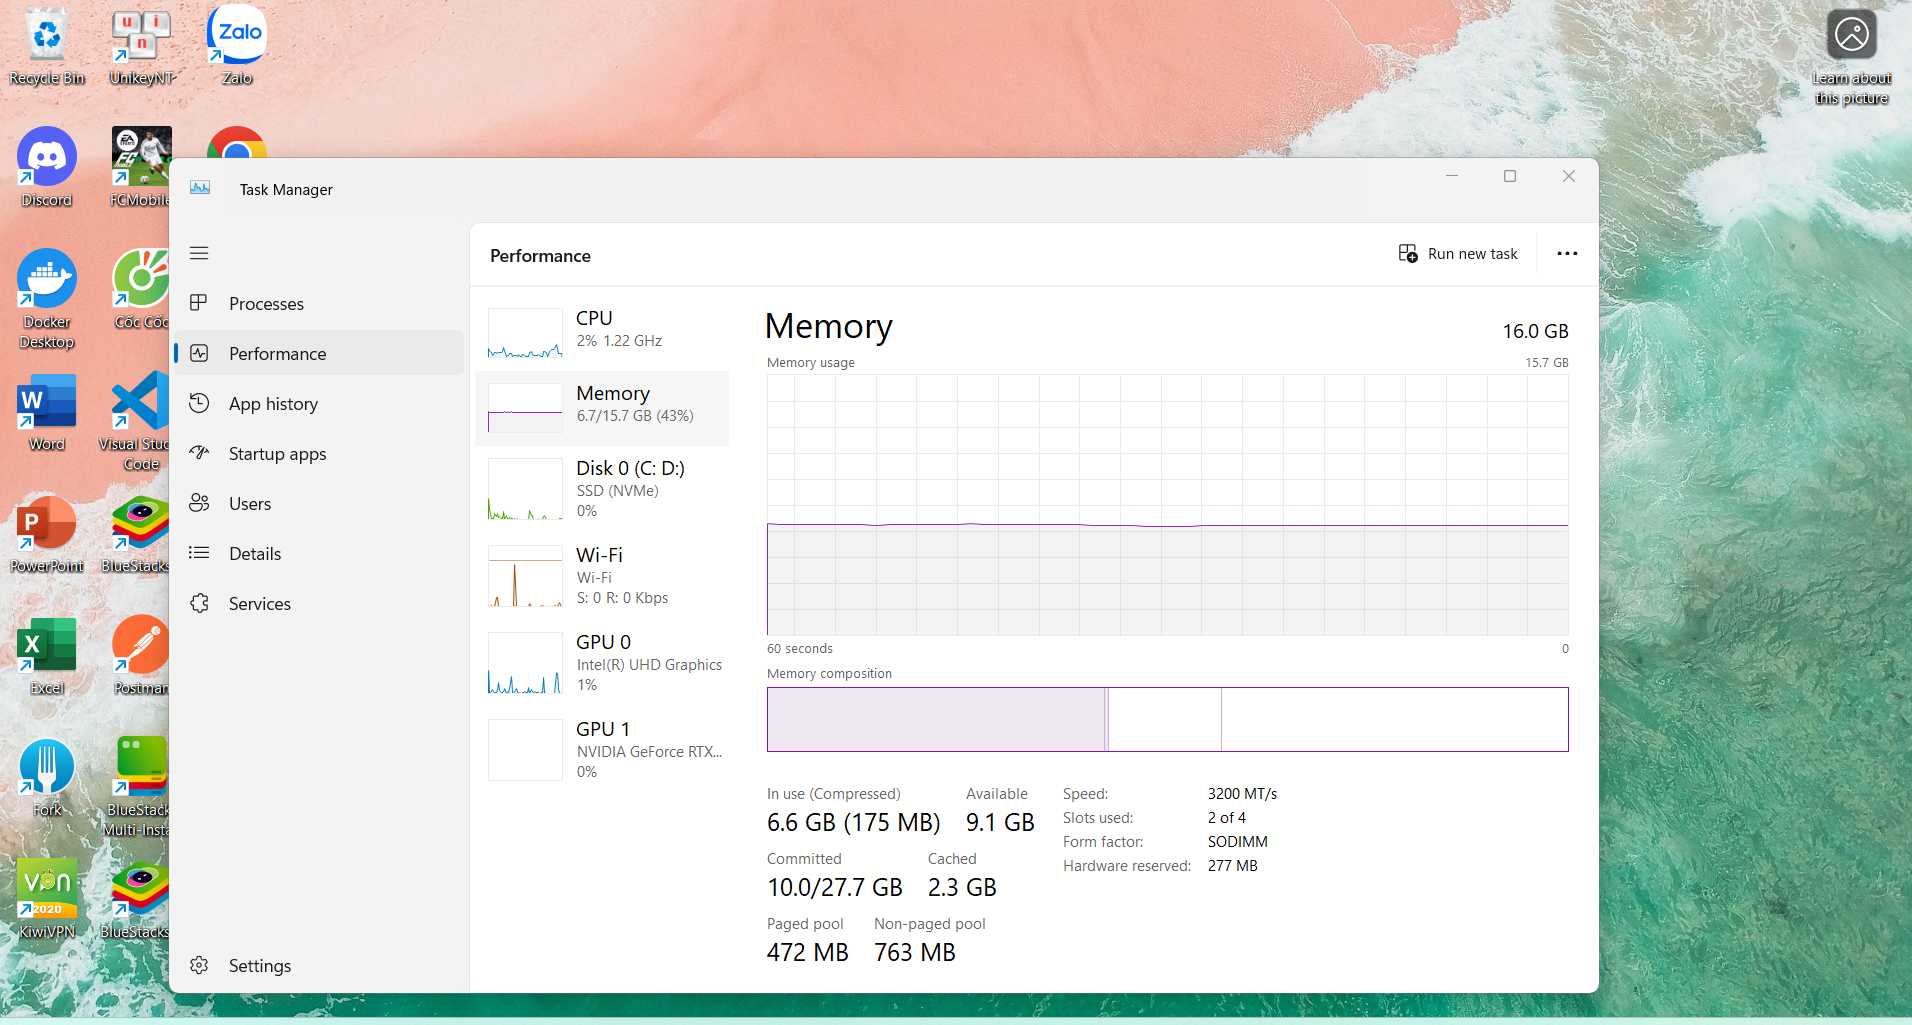 Recycle Bin
u
i
n
UnikeyNT
Zalo
Zalo
Learn about
this picture
Discord
EA
SPORTS
FC
FCMobile
Docker
Desktop
Cốc Cốc
W
Word
Visual Stud
Code
P
PowerPoint
BlueStacks
X
Excel
Postman
Fork
BlueStack
Multi-Insta
VPN
2020
KiwiVPN
BlueStacks
Task Manager
Processes
Performance
App history
Startup apps
Users
Details
Services
Settings
Performance
Run new task
CPU
2% 1.22 GHz
Memory
6.7/15.7 GB (43%)
Disk 0 (C: D:)
SSD (NVMe)
0%
Wi-Fi
Wi-Fi
S: 0 R: 0 Kbps
GPU 0
Intel(R) UHD Graphics
1%
GPU 1
NVIDIA GeForce RTX...
0%
Memory
16.0 GB
Memory usage
15.7 GB
60 seconds
0
Memory composition
In use (Compressed)
6.6 GB (175 MB)
Available
9.1 GB
Committed
10.0/27.7 GB
Cached
2.3 GB
Paged pool
472 MB
Non-paged pool
763 MB
Speed: 3200 MT/s
Slots used: 2 of 4
Form factor: SODIMM
Hardware reserved: 277 MB